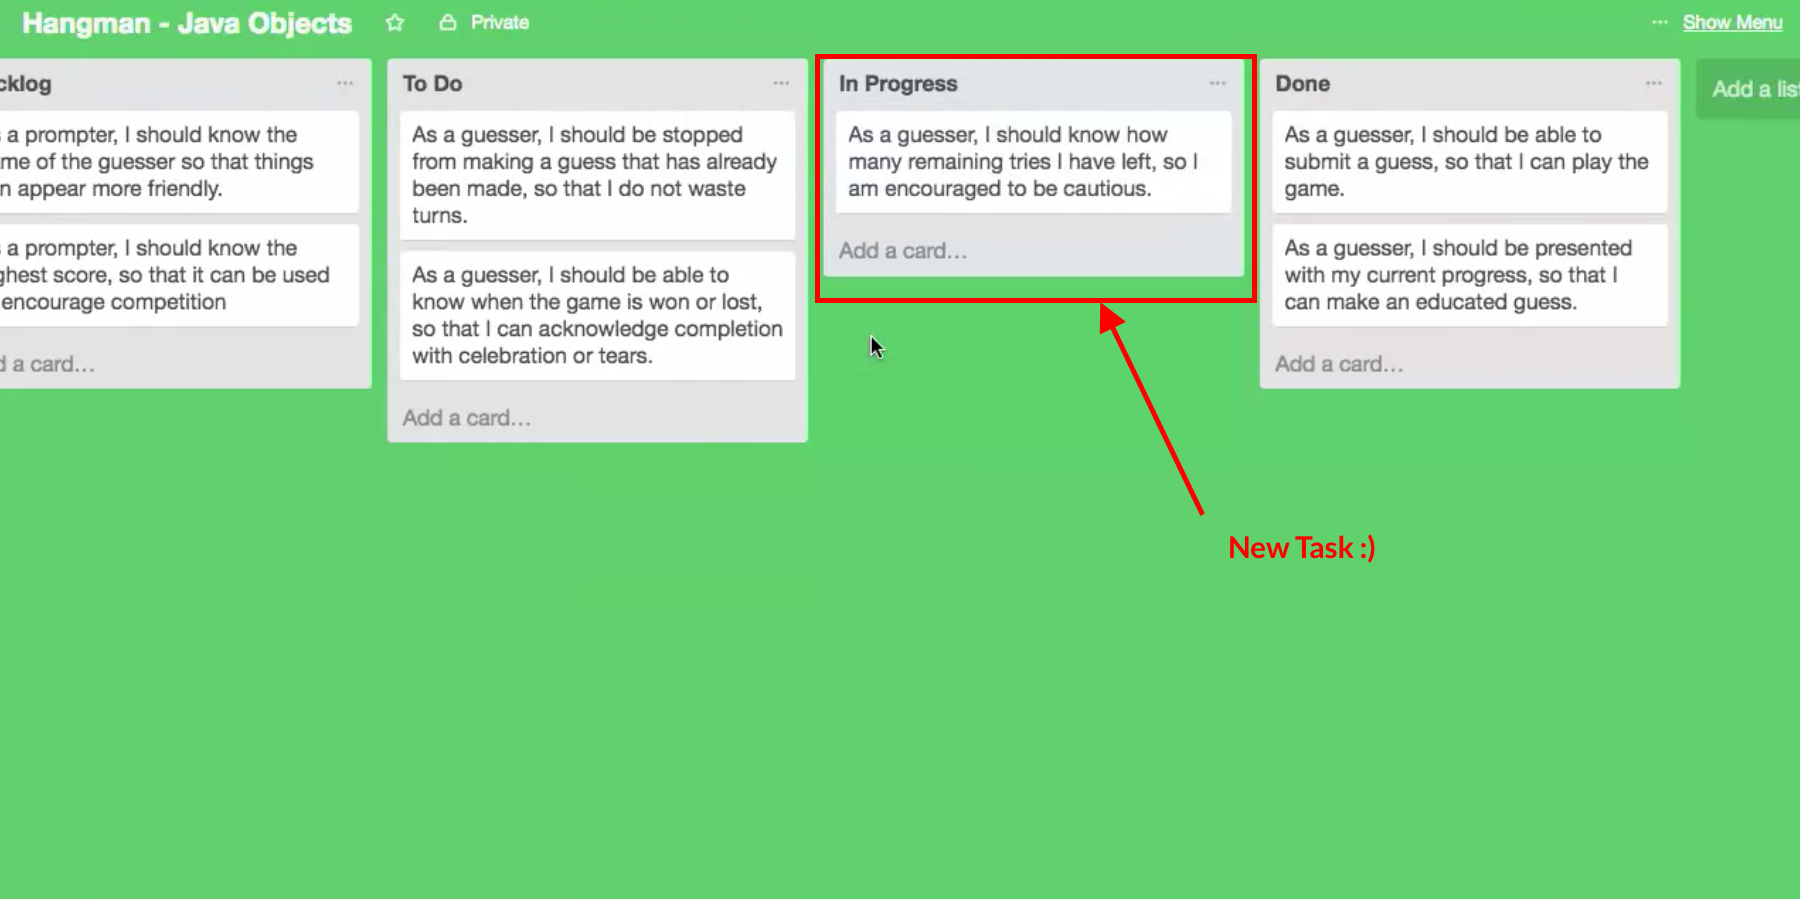 Hangman - Java Objects
Private
... Show Menu
cklog ...
a prompter, I should know the
me of the guesser so that things
n appear more friendly.
a prompter, I should know the
ghest score, so that it can be used
encourage competition
d a card...
To Do ...
As a guesser, I should be stopped
from making a guess that has already
been made, so that I do not waste
turns.
As a guesser, I should be able to
know when the game is won or lost,
so that I can acknowledge completion
with celebration or tears.
Add a card...
In Progress ...
As a guesser, I should know how
many remaining tries I have left, so I
am encouraged to be cautious.
Add a card...
Done ...
As a guesser, I should be able to
submit a guess, so that I can play the
game.
As a guesser, I should be presented
with my current progress, so that I
can make an educated guess.
Add a card...
Add a list
New Task :)